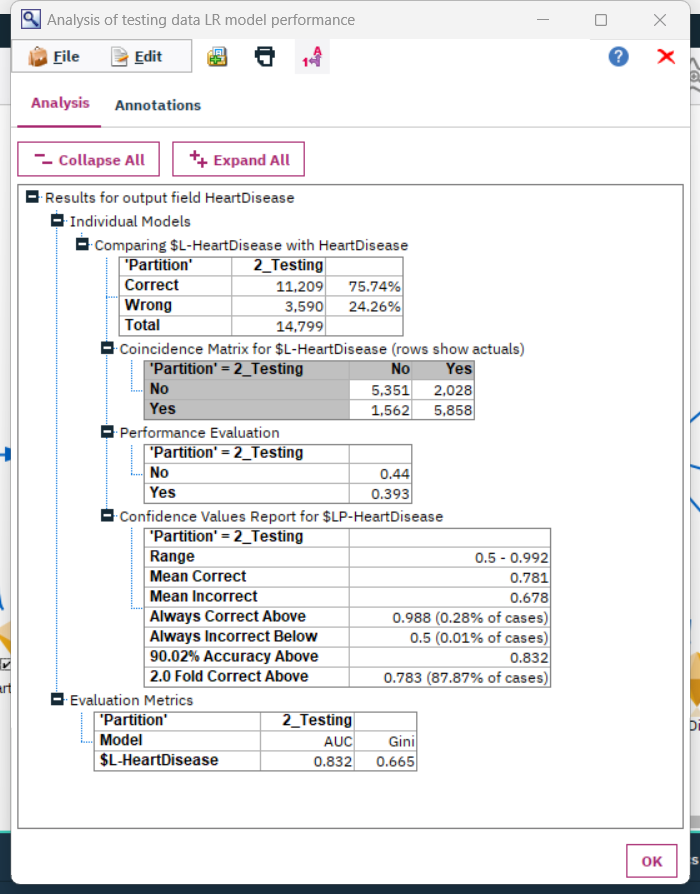 Analysis of testing data LR model performance
File Edit
Analysis Annotations
Collapse All Expand All
Results for output field HeartDisease
Individual Models
Comparing $L-HeartDisease with HeartDisease
'Partition' 2_Testing
Correct 11,209 75.74%
Wrong 3,590 24.26%
Total 14,799
Coincidence Matrix for $L-HeartDisease (rows show actuals)
'Partition' = 2_Testing No Yes
No 5,351 2,028
Yes 1,562 5,858
Performance Evaluation
'Partition' = 2_Testing
No 0.44
Yes 0.393
Confidence Values Report for $LP-HeartDisease
'Partition' = 2_Testing
Range 0.5 - 0.992
Mean Correct 0.781
Mean Incorrect 0.678
Always Correct Above 0.988 (0.28% of cases)
Always Incorrect Below 0.5 (0.01% of cases)
90.02% Accuracy Above 0.832
2.0 Fold Correct Above 0.783 (87.87% of cases)
Evaluation Metrics
'Partition' 2_Testing
Model AUC Gini
$L-HeartDisease 0.832 0.665
OK